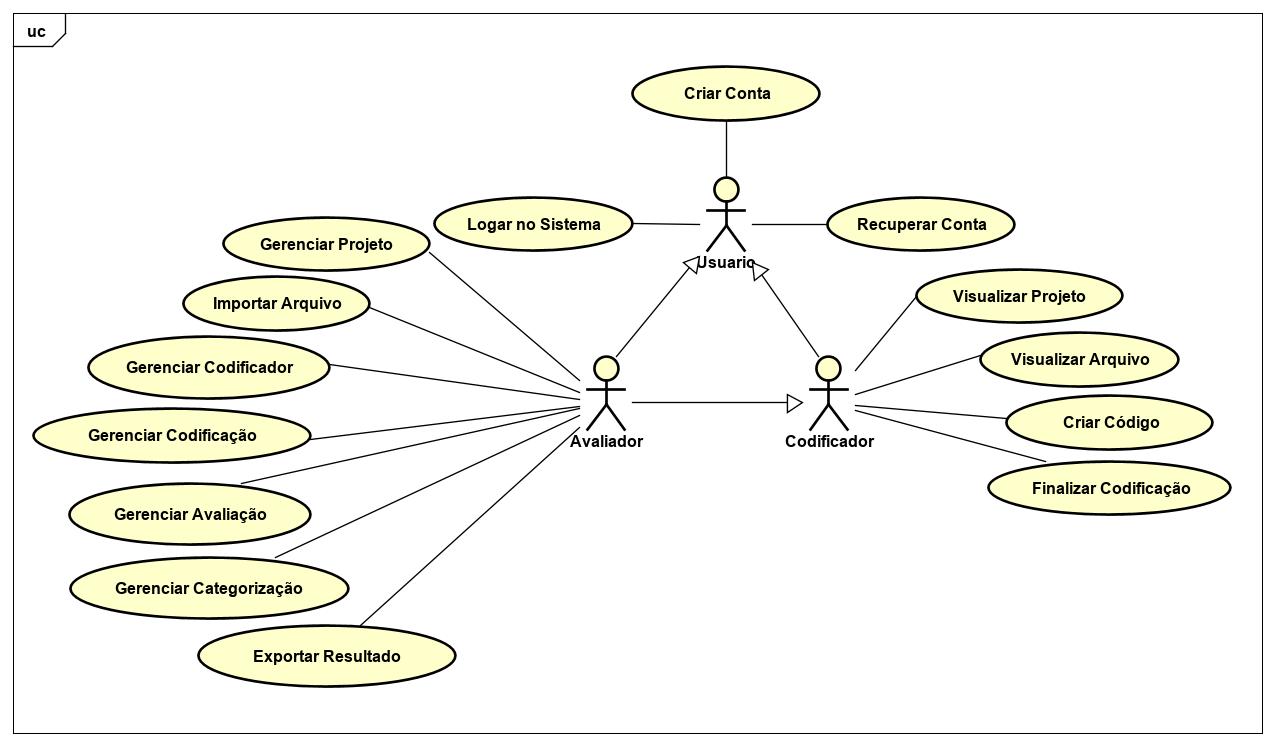 uc
Criar Conta
Logar no Sistema
Recuperar Conta
Usuario
Gerenciar Projeto
Importar Arquivo
Gerenciar Codificador
Gerenciar Codificação
Gerenciar Avaliação
Gerenciar Categorização
Exportar Resultado
Avaliador
Codificador
Visualizar Projeto
Visualizar Arquivo
Criar Código
Finalizar Codificação